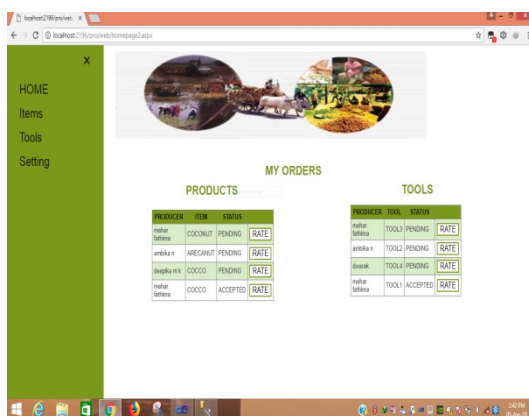 localhost:2196/pro/web/ x
localhost:2196/pro/web/homepage2.aspx
x
HOME
Items
Tools
Setting
MY ORDERS
PRODUCTS
PRODUCER ITEM STATUS
mehar fathima COCONUT PENDING RATE
ambika n ARECANUT PENDING RATE
deepika m k COCCO PENDING RATE
mehar fathima COCCO ACCEPTED RATE
TOOLS
PRODUCER TOOL STATUS
mehar fathima TOOL3 PENDING RATE
ambika n TOOL2 PENDING RATE
dwarak TOOL4 PENDING RATE
mehar fathima TOOL1 ACCEPTED RATE
2:42 PM